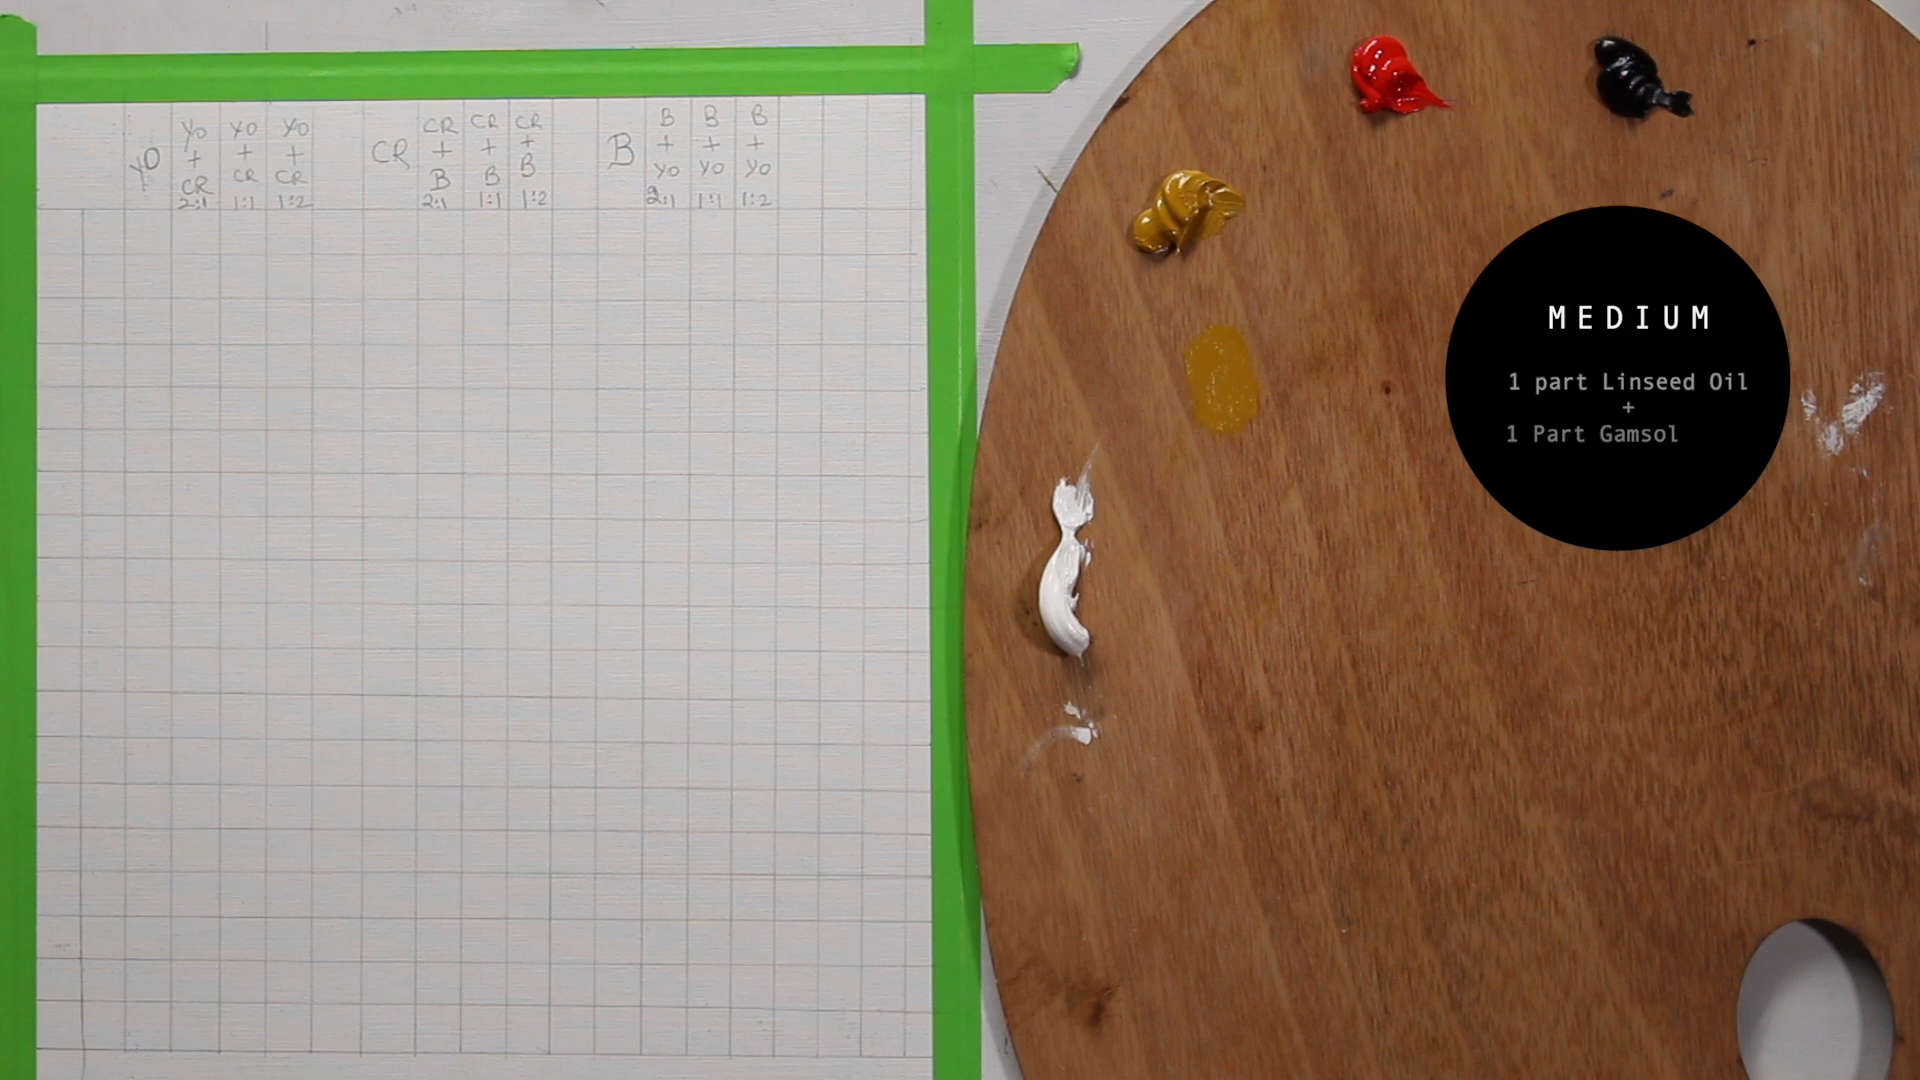 YO
YO YO YO
+ + +
CR CR CR
2:1 1:1 1:2
CR
CR CR CR
+ + +
B B B
2:1 1:1 1:2
B
B B B
+ + +
YO YO YO
2:1 1:1 1:2
MEDIUM
1 part Linseed Oil
+
1 Part Gamsol